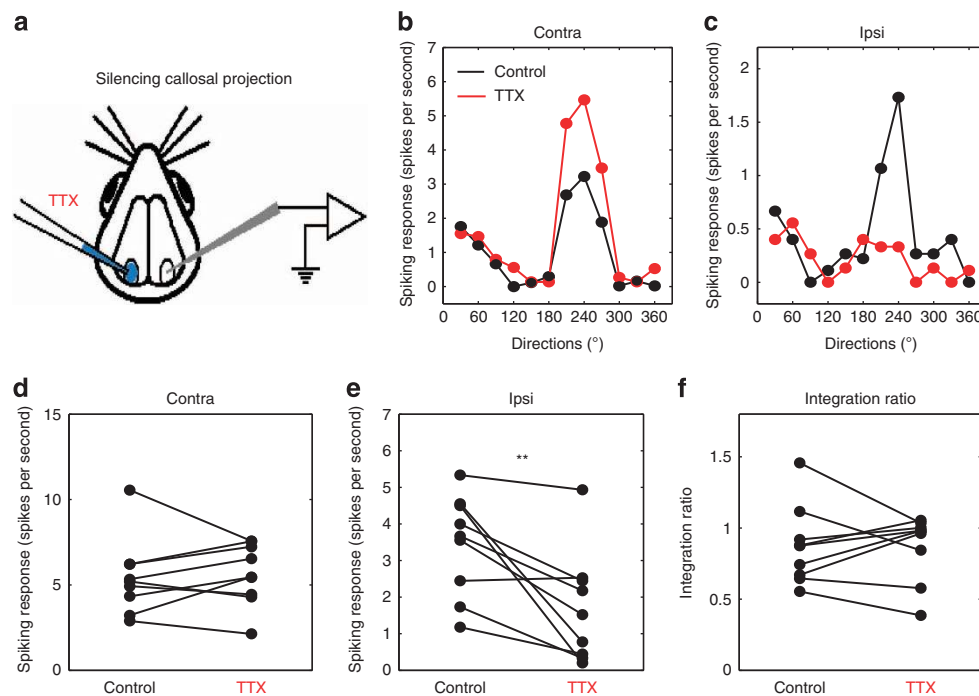 a
Silencing callosal projection
TTX
b
Contra
Spiking response (spikes per second)
7
6
5
4
3
2
1
0
Control
TTX
0 60 120 180 240 300 360
Directions (°)
c
Ipsi
Spiking response (spikes per second)
2
1.5
1
0.5
0
0 60 120 180 240 300 360
Directions (°)
d
Contra
Spiking response (spikes per second)
15
10
5
0
Control TTX
e
Ipsi
Spiking response (spikes per second)
7
6
5
4
3
2
1
0
**
Control TTX
f
Integration ratio
Integration ratio
1.5
1
0.5
0
Control TTX